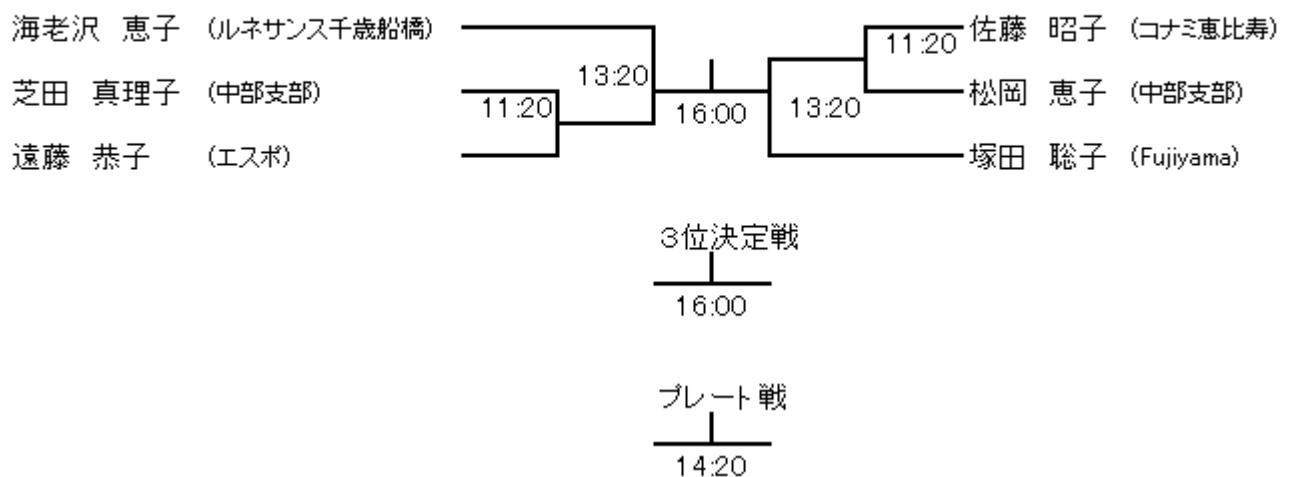 海老沢 恵子 (ルネサンス千歳船橋)
芝田 真理子 (中部支部)
遠藤 恭子 (エスポ)
11:20
13:20
16:00
佐藤 昭子 (コナミ恵比寿)
松岡 恵子 (中部支部)
塚田 聡子 (Fujiyama)
11:20
13:20
3位決定戦
16:00
プレート戦
14:20